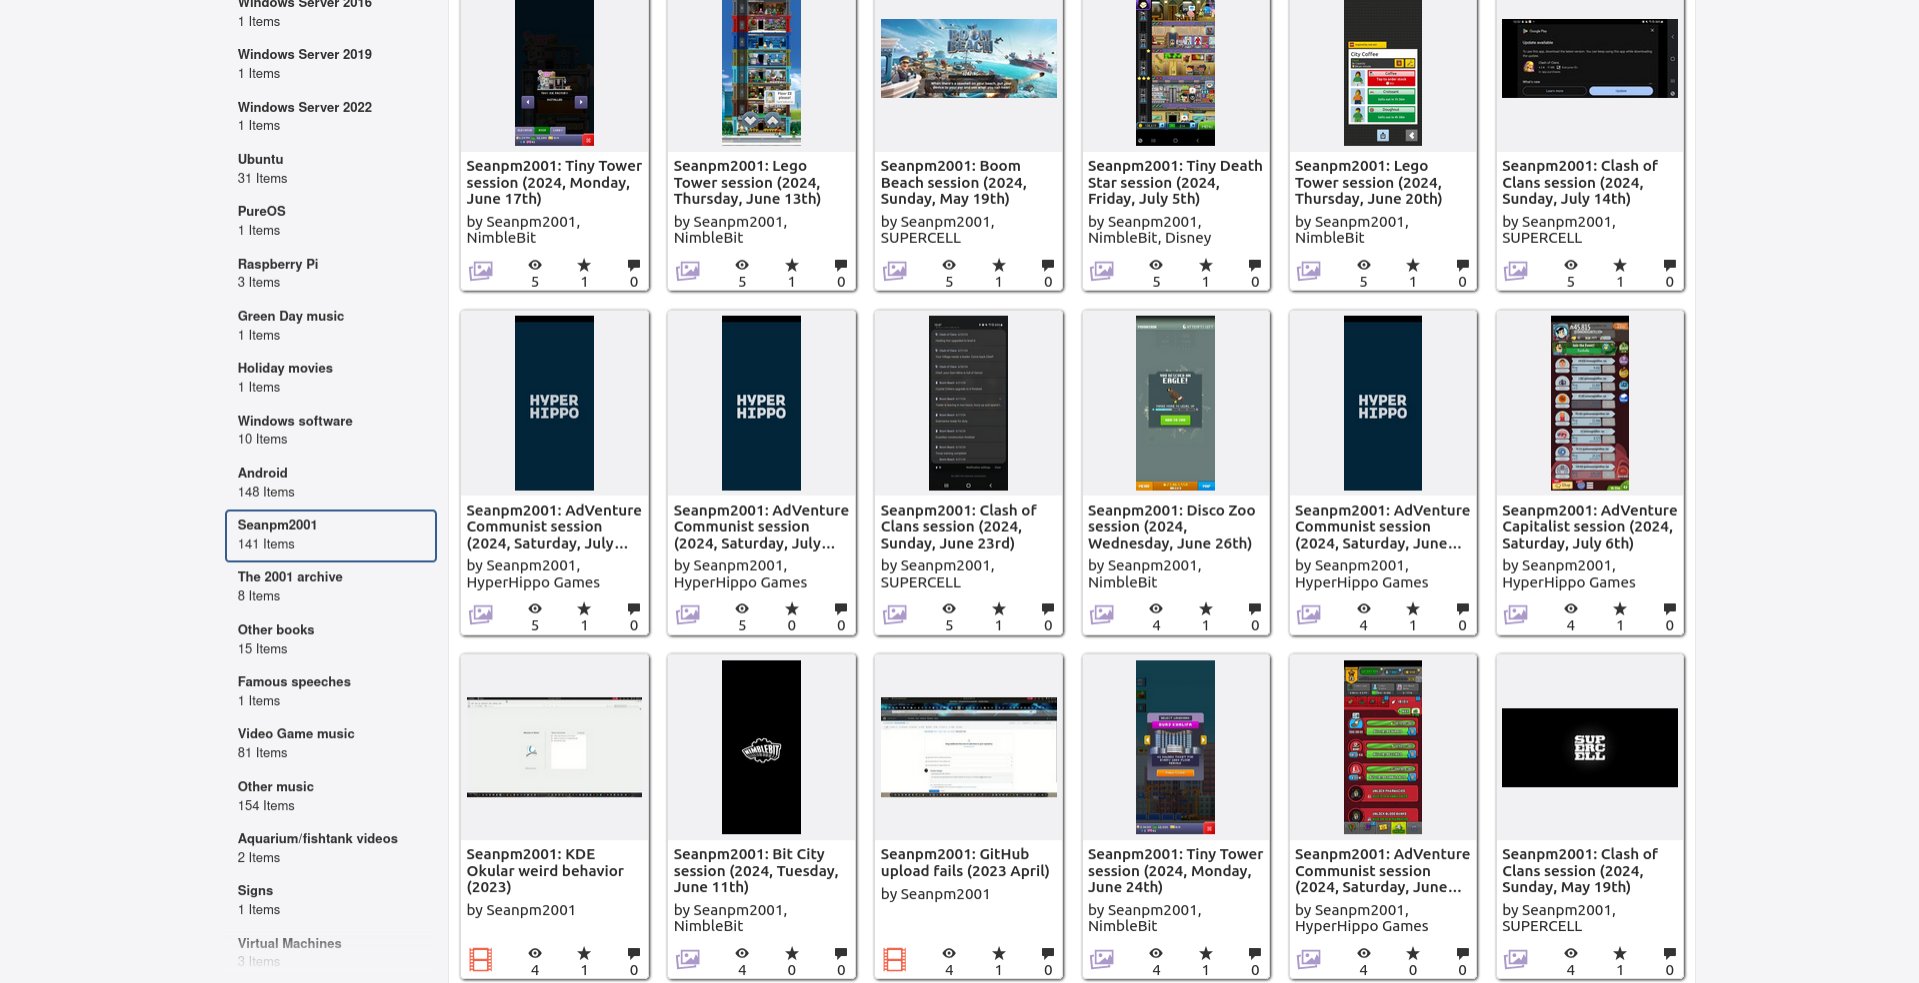 Windows Server 2016
1 Items
Windows Server 2019
1 Items
Windows Server 2022
1 Items
Ubuntu
31 Items
PureOS
1 Items
Raspberry Pi
3 Items
Green Day music
1 Items
Holiday movies
1 Items
Windows software
10 Items
Android
148 Items
Seanpm2001
141 Items
The 2001 archive
8 Items
Other books
15 Items
Famous speeches
1 Items
Video Game music
81 Items
Other music
154 Items
Aquarium/fishtank videos
2 Items
Signs
1 Items
Virtual Machines
3 Items
Seanpm2001: Tiny Tower
session (2024, Monday,
June 17th)
by Seanpm2001,
NimbleBit
5 1 0
Seanpm2001: Lego
Tower session (2024,
Thursday, June 13th)
by Seanpm2001,
NimbleBit
5 1 0
BOOM
BEACH
Seanpm2001: Boom
Beach session (2024,
Sunday, May 19th)
by Seanpm2001,
SUPERCELL
5 1 0
Seanpm2001: Tiny Death
Star session (2024,
Friday, July 5th)
by Seanpm2001,
NimbleBit, Disney
5 1 0
City Coffee
Seanpm2001: Lego
Tower session (2024,
Thursday, June 20th)
by Seanpm2001,
NimbleBit
5 1 0
Google Play
Update available
Seanpm2001: Clash of
Clans session (2024,
Sunday, July 14th)
by Seanpm2001,
SUPERCELL
5 1 0
HYPER
HIPPO
Seanpm2001: AdVenture
Communist session
(2024, Saturday, July...
by Seanpm2001,
HyperHippo Games
5 1 0
HYPER
HIPPO
Seanpm2001: AdVenture
Communist session
(2024, Saturday, July...
by Seanpm2001,
HyperHippo Games
5 0 0
Seanpm2001: Clash of
Clans session (2024,
Sunday, June 23rd)
by Seanpm2001,
SUPERCELL
5 1 0
EAGLE!
Seanpm2001: Disco Zoo
session (2024,
Wednesday, June 26th)
by Seanpm2001,
NimbleBit
4 1 0
HYPER
HIPPO
Seanpm2001: AdVenture
Communist session
(2024, Saturday, June...
by Seanpm2001,
HyperHippo Games
4 1 0
Seanpm2001: AdVenture
Capitalist session (2024,
Saturday, July 6th)
by Seanpm2001,
HyperHippo Games
4 1 0
Seanpm2001: KDE
Okular weird behavior
(2023)
by Seanpm2001
4 1 0
NIMBLEBIT
Seanpm2001: Bit City
session (2024, Tuesday,
June 11th)
by Seanpm2001,
NimbleBit
4 0 0
Seanpm2001: GitHub
upload fails (2023 April)
by Seanpm2001
4 1 0
Seanpm2001: Tiny Tower
session (2024, Monday,
June 24th)
by Seanpm2001,
NimbleBit
4 1 0
Seanpm2001: AdVenture
Communist session
(2024, Saturday, June...
by Seanpm2001,
HyperHippo Games
4 0 0
SUP
ERC
ELL
Seanpm2001: Clash of
Clans session (2024,
Sunday, May 19th)
by Seanpm2001,
SUPERCELL
4 1 0